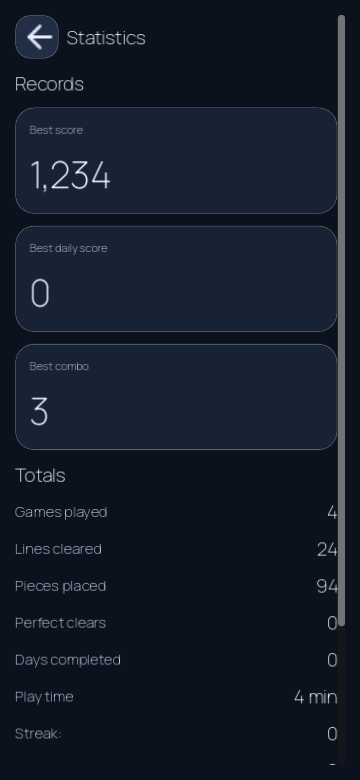 Statistics
Records
Best score
1,234
Best daily score
0
Best combo
3
Totals
Games played 4
Lines cleared 24
Pieces placed 94
Perfect clears 0
Days completed 0
Play time 4 min
Streak: 0